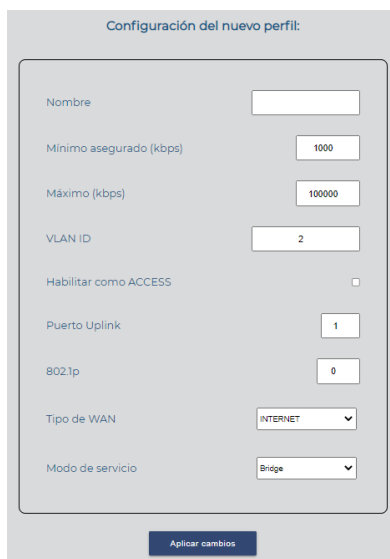 Configuración del nuevo perfil:
Nombre
Mínimo asegurado (kbps) 1000
Máximo (kbps) 100000
VLAN ID 2
Habilitar como ACCESS
Puerto Uplink 1
802.1p 0
Tipo de WAN INTERNET
Modo de servicio Bridge
Aplicar cambios